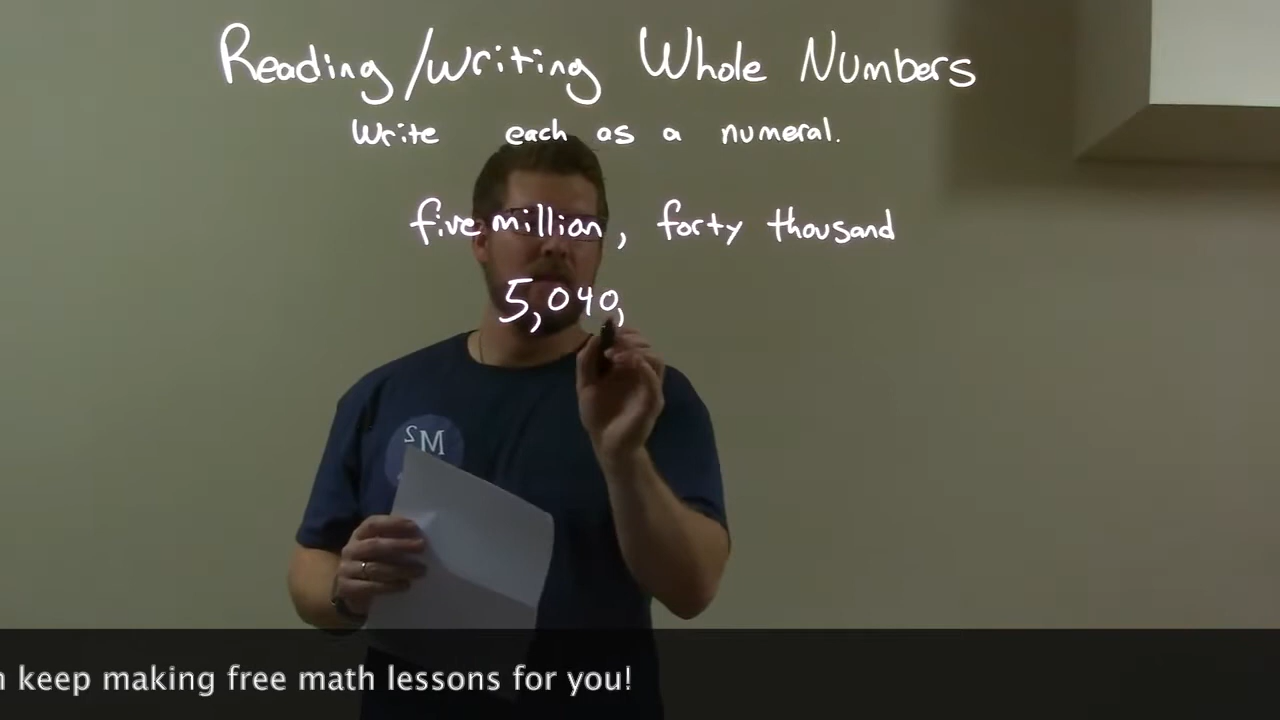 Reading/Writing Whole Numbers
Write each as a numeral.
five million, forty thousand
5,040,
M2
n keep making free math lessons for you!